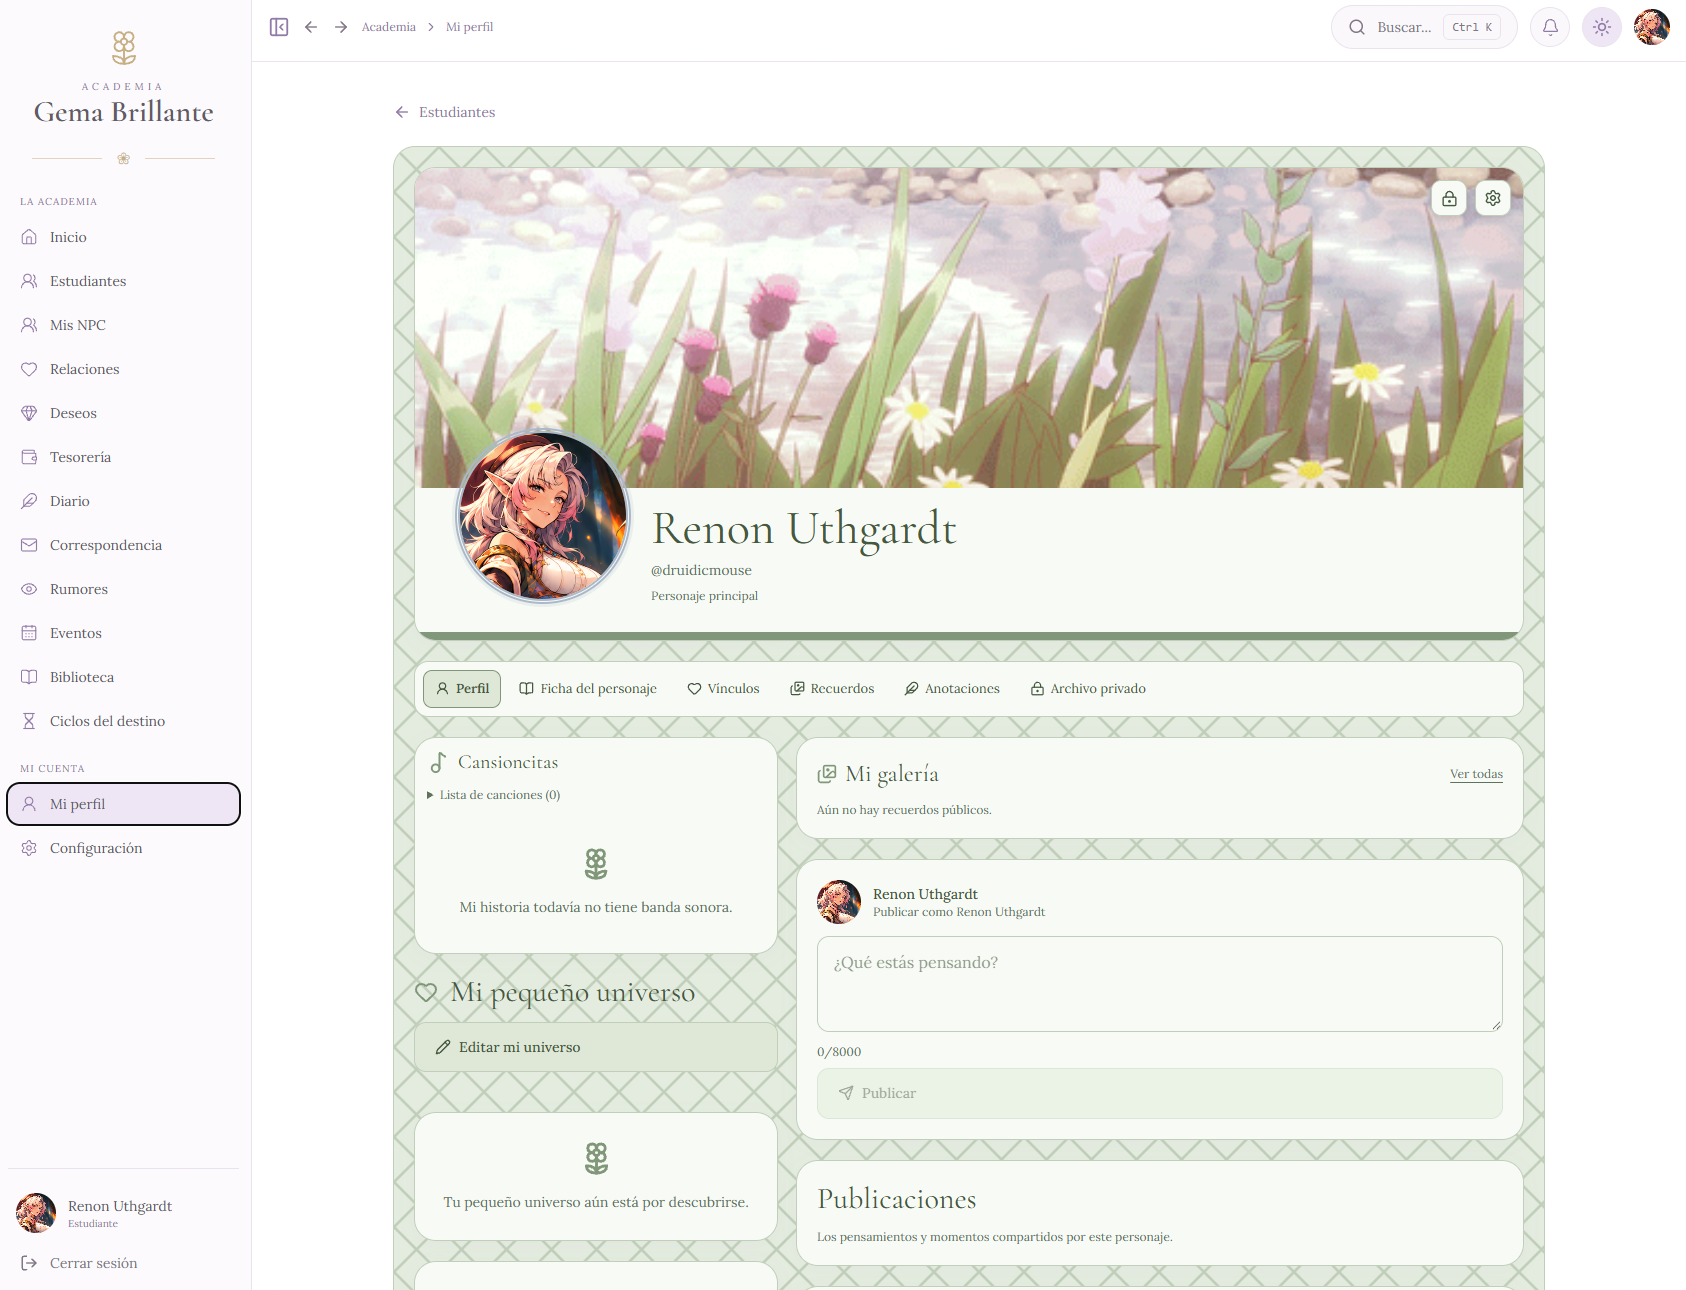 ACADEMIA
Gema Brillante
LA ACADEMIA
Inicio
Estudiantes
Mis NPC
Relaciones
Deseos
Tesorería
Diario
Correspondencia
Rumores
Eventos
Biblioteca
Ciclos del destino
MI CUENTA
Mi perfil
Configuración
Renon Uthgardt
Estudiante
Cerrar sesión
Academia > Mi perfil
Buscar... Ctrl K
Estudiantes
Renon Uthgardt
@druidicmouse
Personaje principal
Perfil Ficha del personaje Vínculos Recuerdos Anotaciones Archivo privado
Cansioncitas
Lista de canciones (0)
Mi historia todavía no tiene banda sonora.
Mi pequeño universo
Editar mi universo
Tu pequeño universo aún está por descubrirse.
Mi galería
Ver todas
Aún no hay recuerdos públicos.
Renon Uthgardt
Publicar como Renon Uthgardt
¿Qué estás pensando?
0/8000
Publicar
Publicaciones
Los pensamientos y momentos compartidos por este personaje.